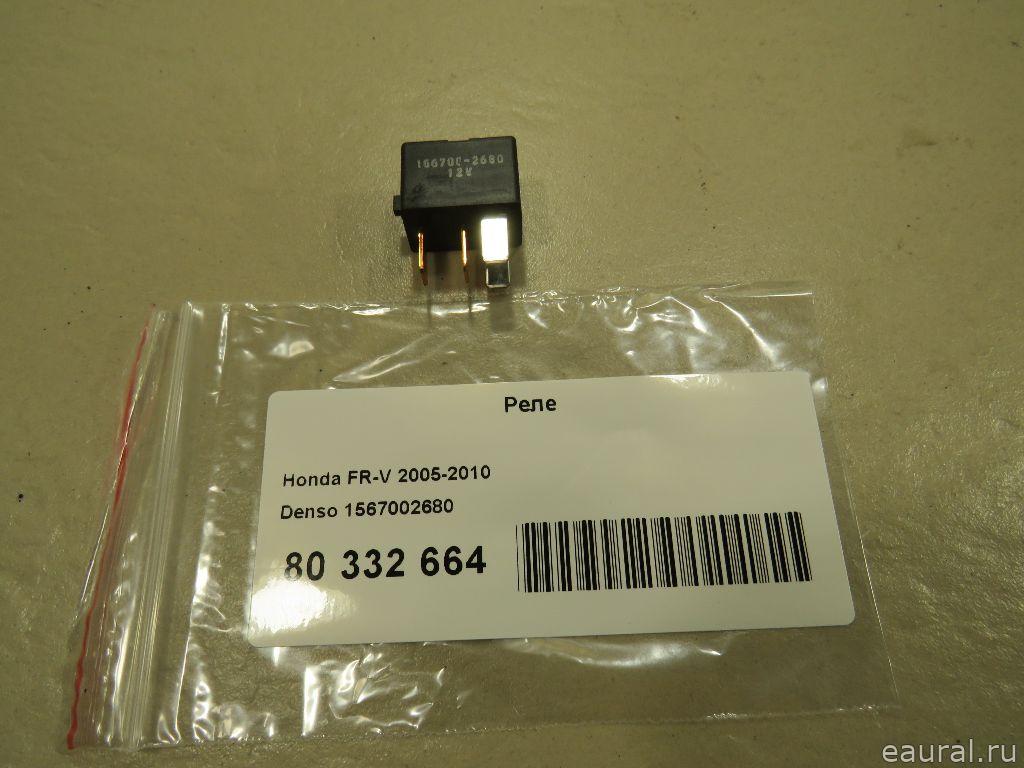 156700-2680
12V
Реле
Honda FR-V 2005-2010
Denso 1567002680
80 332 664
eaural.ru